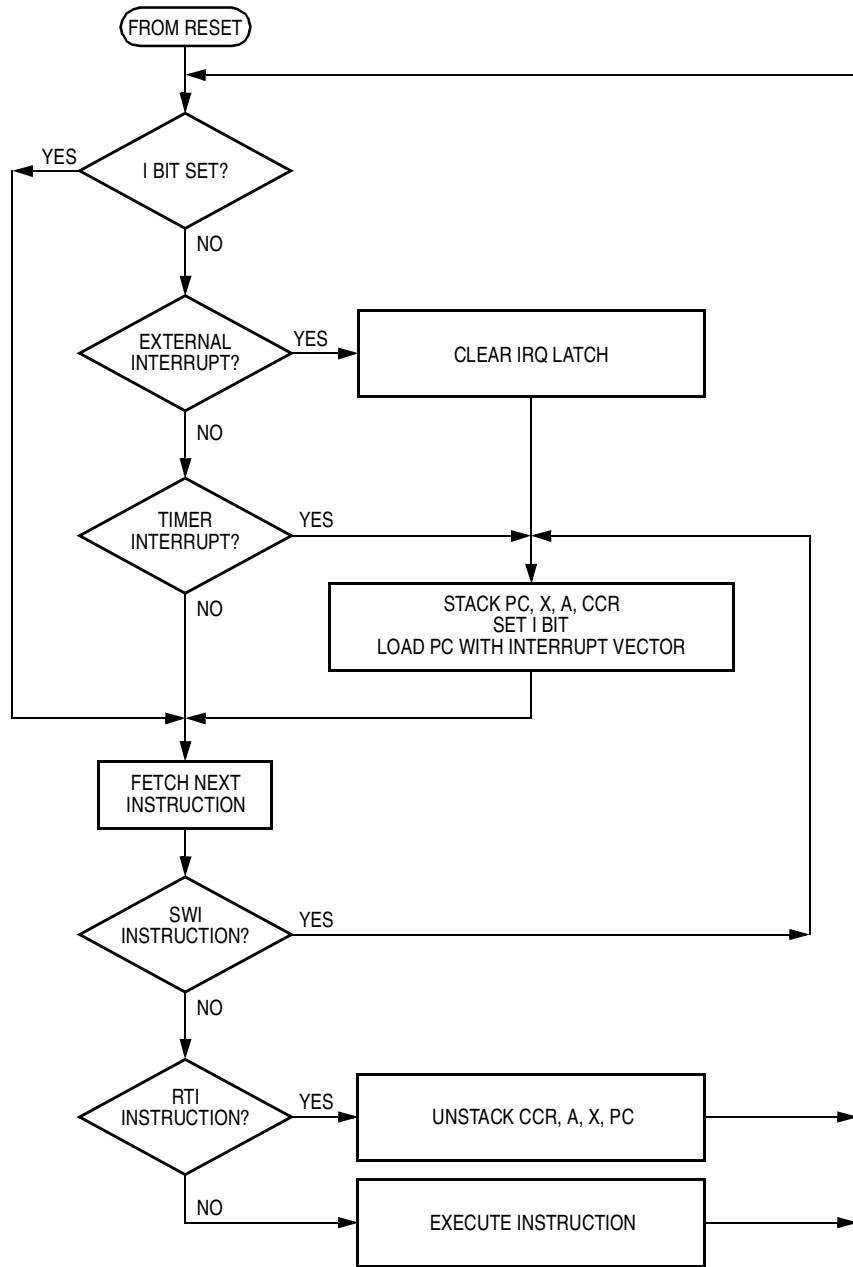 FROM RESET
YES
I BIT SET?
NO
EXTERNAL
INTERRUPT?
YES
CLEAR IRQ LATCH
NO
TIMER
INTERRUPT?
YES
NO
STACK PC, X, A, CCR
SET I BIT
LOAD PC WITH INTERRUPT VECTOR
FETCH NEXT
INSTRUCTION
SWI
INSTRUCTION?
YES
NO
RTI
INSTRUCTION?
YES
UNSTACK CCR, A, X, PC
NO
EXECUTE INSTRUCTION